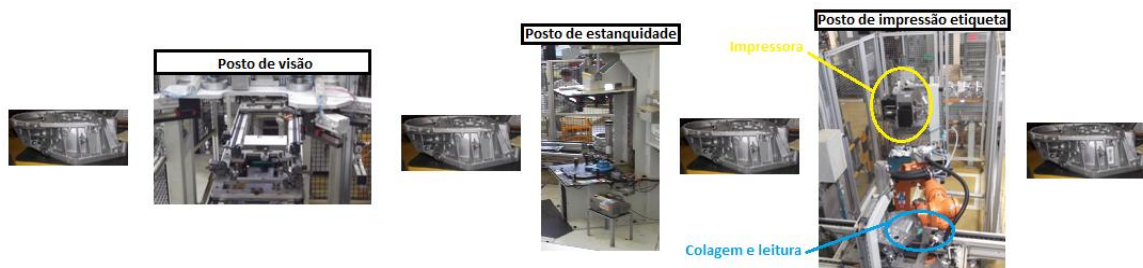 Posto de visão
Posto de estanquidade
Posto de impressão etiqueta
Impressora
Colagem e leitura